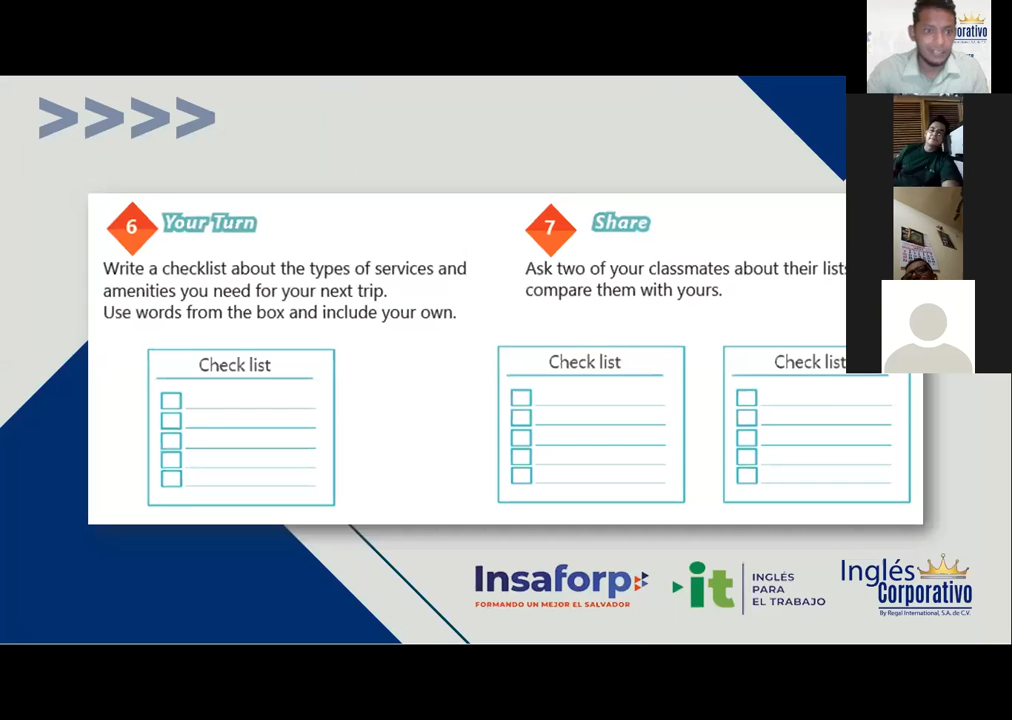 >>>>
6 Your Turn
Write a checklist about the types of services and
amenities you need for your next trip.
Use words from the box and include your own.
Check list
7 Share
Ask two of your classmates about their lists
compare them with yours.
Check list
Check list
Insaforp
FORMANDO UN MEJOR EL SALVADOR
it
INGLÉS
PARA
EL TRABAJO
Inglés
Corporativo
By Regal International, S.A. de C.V.
orativo